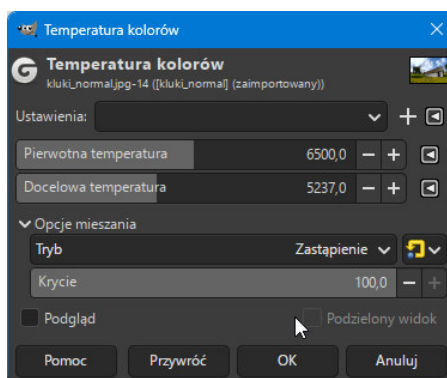 Temperatura kolorów
Temperatura kolorów
kluki_normal.jpg-14 ([kluki_normal] (zaimportowany))
Ustawienia:
Pierwotna temperatura 6500,0
Docelowa temperatura 5237,0
Opcje mieszania
Tryb Zastąpienie
Krycie 100,0
Podgląd Podzielony widok
Pomoc Przywróć OK Anuluj